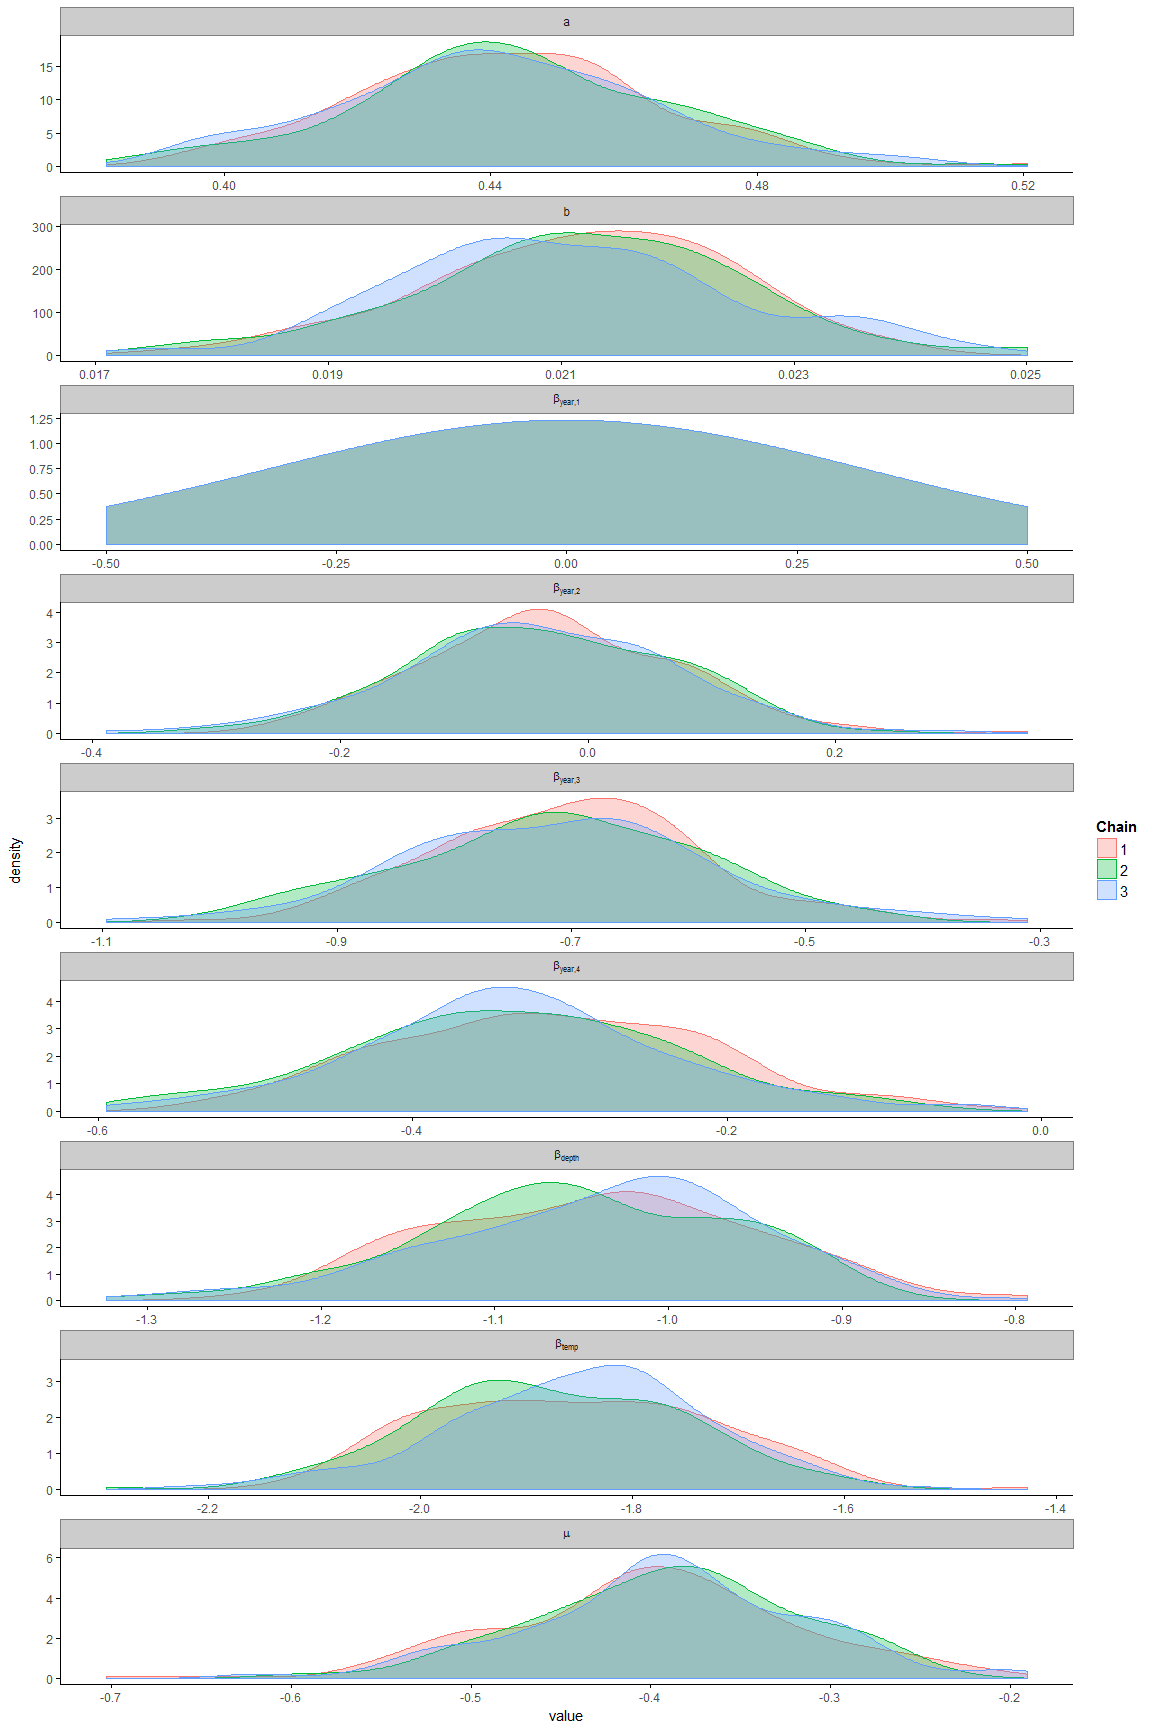 a
15
10
5
0
0.40 0.44 0.48 0.52
b
300
200
100
0
0.017 0.019 0.021 0.023 0.025
βyear,1
1.25
1.00
0.75
0.50
0.25
0.00
-0.50 -0.25 0.00 0.25 0.50
βyear,2
4
3
2
1
0
-0.4 -0.2 0.0 0.2
βyear,3
3
2
1
0
-1.1 -0.9 -0.7 -0.5 -0.3
βyear,4
4
3
2
1
0
-0.6 -0.4 -0.2 0.0
βdepth
4
3
2
1
0
-1.3 -1.2 -1.1 -1.0 -0.9 -0.8
βtemp
3
2
1
0
-2.2 -2.0 -1.8 -1.6 -1.4
μ
6
4
2
0
-0.7 -0.6 -0.5 -0.4 -0.3 -0.2
value
density
Chain
1
2
3